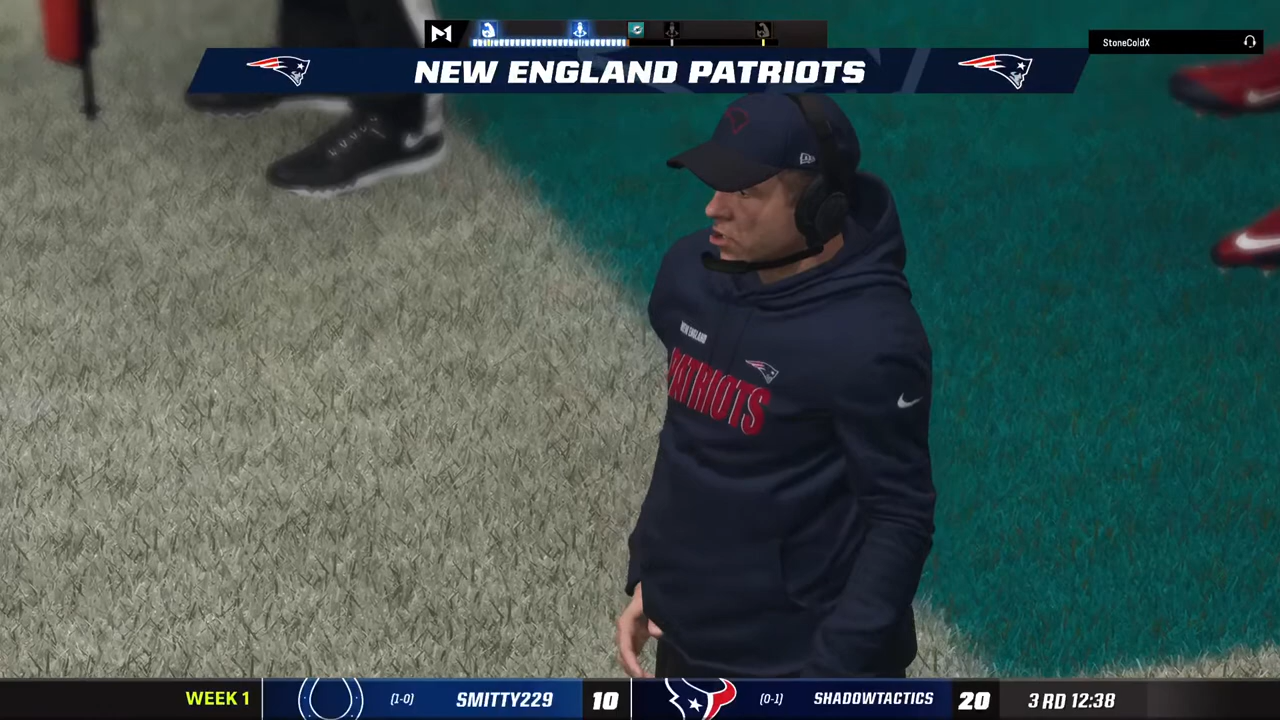 StoneColdX
NEW ENGLAND PATRIOTS
NEW ENGLAND
PATRIOTS
WEEK 1
(1-0)
SMITTY229
10
(0-1)
SHADOWTACTICS
20
3 RD 12:38